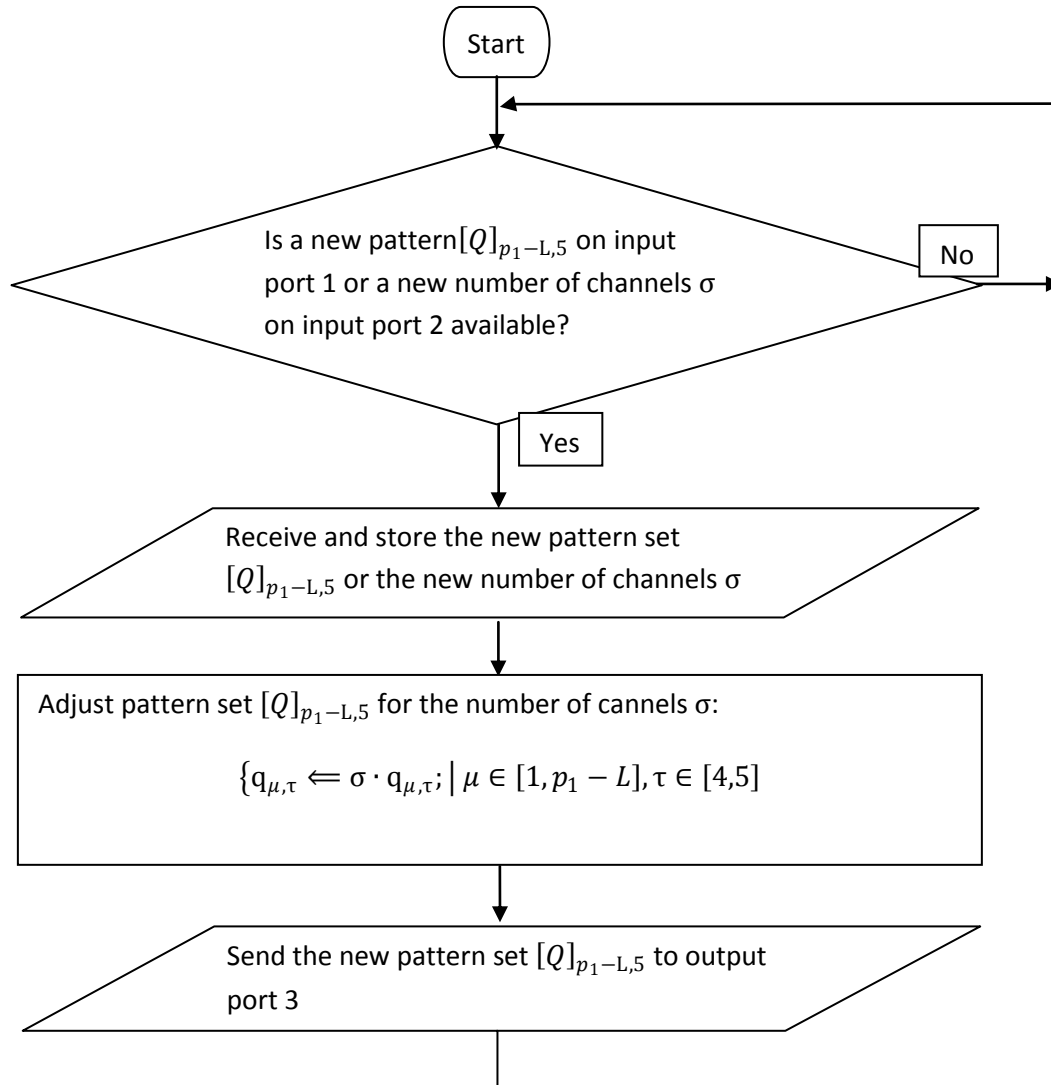 Start
Is a new pattern[Q]p₁−L,5 on input
port 1 or a new number of channels σ
on input port 2 available?
No
Yes
Receive and store the new pattern set
[Q]p₁−L,5 or the new number of channels σ
Adjust pattern set [Q]p₁−L,5 for the number of cannels σ:
{qμ,τ ⇐ σ · qμ,τ; | μ ∈ [1, p₁ − L], τ ∈ [4,5]
Send the new pattern set [Q]p₁−L,5 to output
port 3